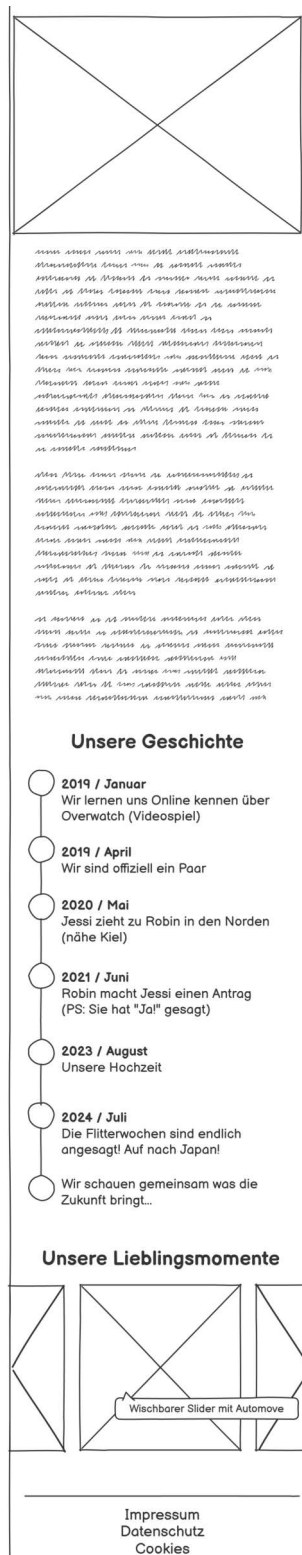 Unsere Geschichte
2019 / Januar
Wir lernen uns Online kennen über
Overwatch (Videospiel)
2019 / April
Wir sind offiziell ein Paar
2020 / Mai
Jessi zieht zu Robin in den Norden
(nähe Kiel)
2021 / Juni
Robin macht Jessi einen Antrag
(PS: Sie hat "Ja!" gesagt)
2023 / August
Unsere Hochzeit
2024 / Juli
Die Flitterwochen sind endlich
angesagt! Auf nach Japan!
Wir schauen gemeinsam was die
Zukunft bringt...
Unsere Lieblingsmomente
Wischbarer Slider mit Automove
Impressum
Datenschutz
Cookies